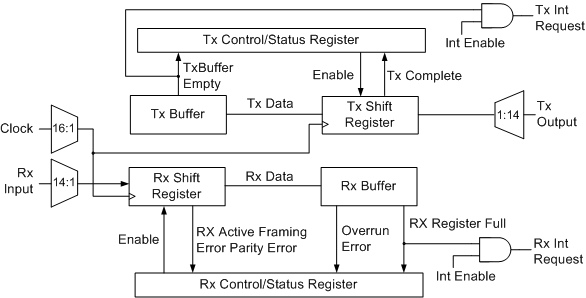 Tx Int
Request
Int Enable
Tx Control/Status Register
TxBuffer
Empty
Enable
Tx Complete
Tx Buffer
Tx Data
Tx Shift
Register
1:14
Tx
Output
Clock
16:1
Rx
Input
14:1
Rx Shift
Register
Rx Data
Rx Buffer
Enable
RX Active Framing
Error Parity Error
Overrun
Error
RX Register Full
Rx Int
Request
Int Enable
Rx Control/Status Register